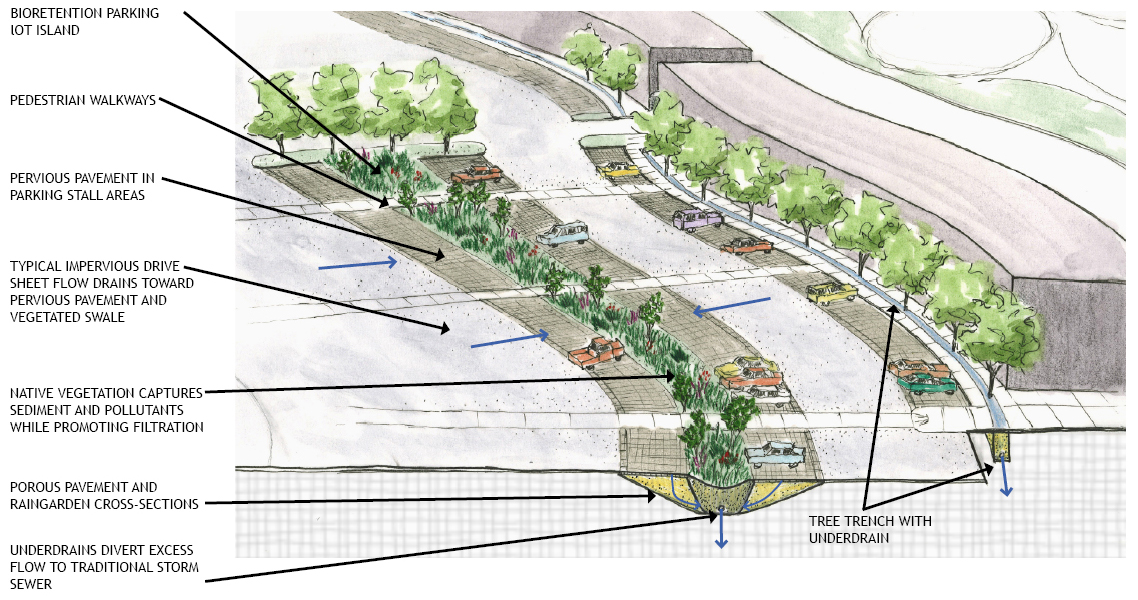 BIORETENTION PARKING
lOT ISLAND
PEDESTRIAN WALKWAYS
PERVIOUS PAVEMENT IN
PARKING STALL AREAS
TYPICAL IMPERVIOUS DRIVE
SHEET FLOW DRAINS TOWARD
PERVIOUS PAVEMENT AND
VEGETATED SWALE
NATIVE VEGETATION CAPTURES
SEDIMENT AND POLLUTANTS
WHILE PROMOTING FILTRATION
POROUS PAVEMENT AND
RAINGARDEN CROSS-SECTIONS
UNDERDRAINS DIVERT EXCESS
FLOW TO TRADITIONAL STORM
SEWER
TREE TRENCH WITH
UNDERDRAIN